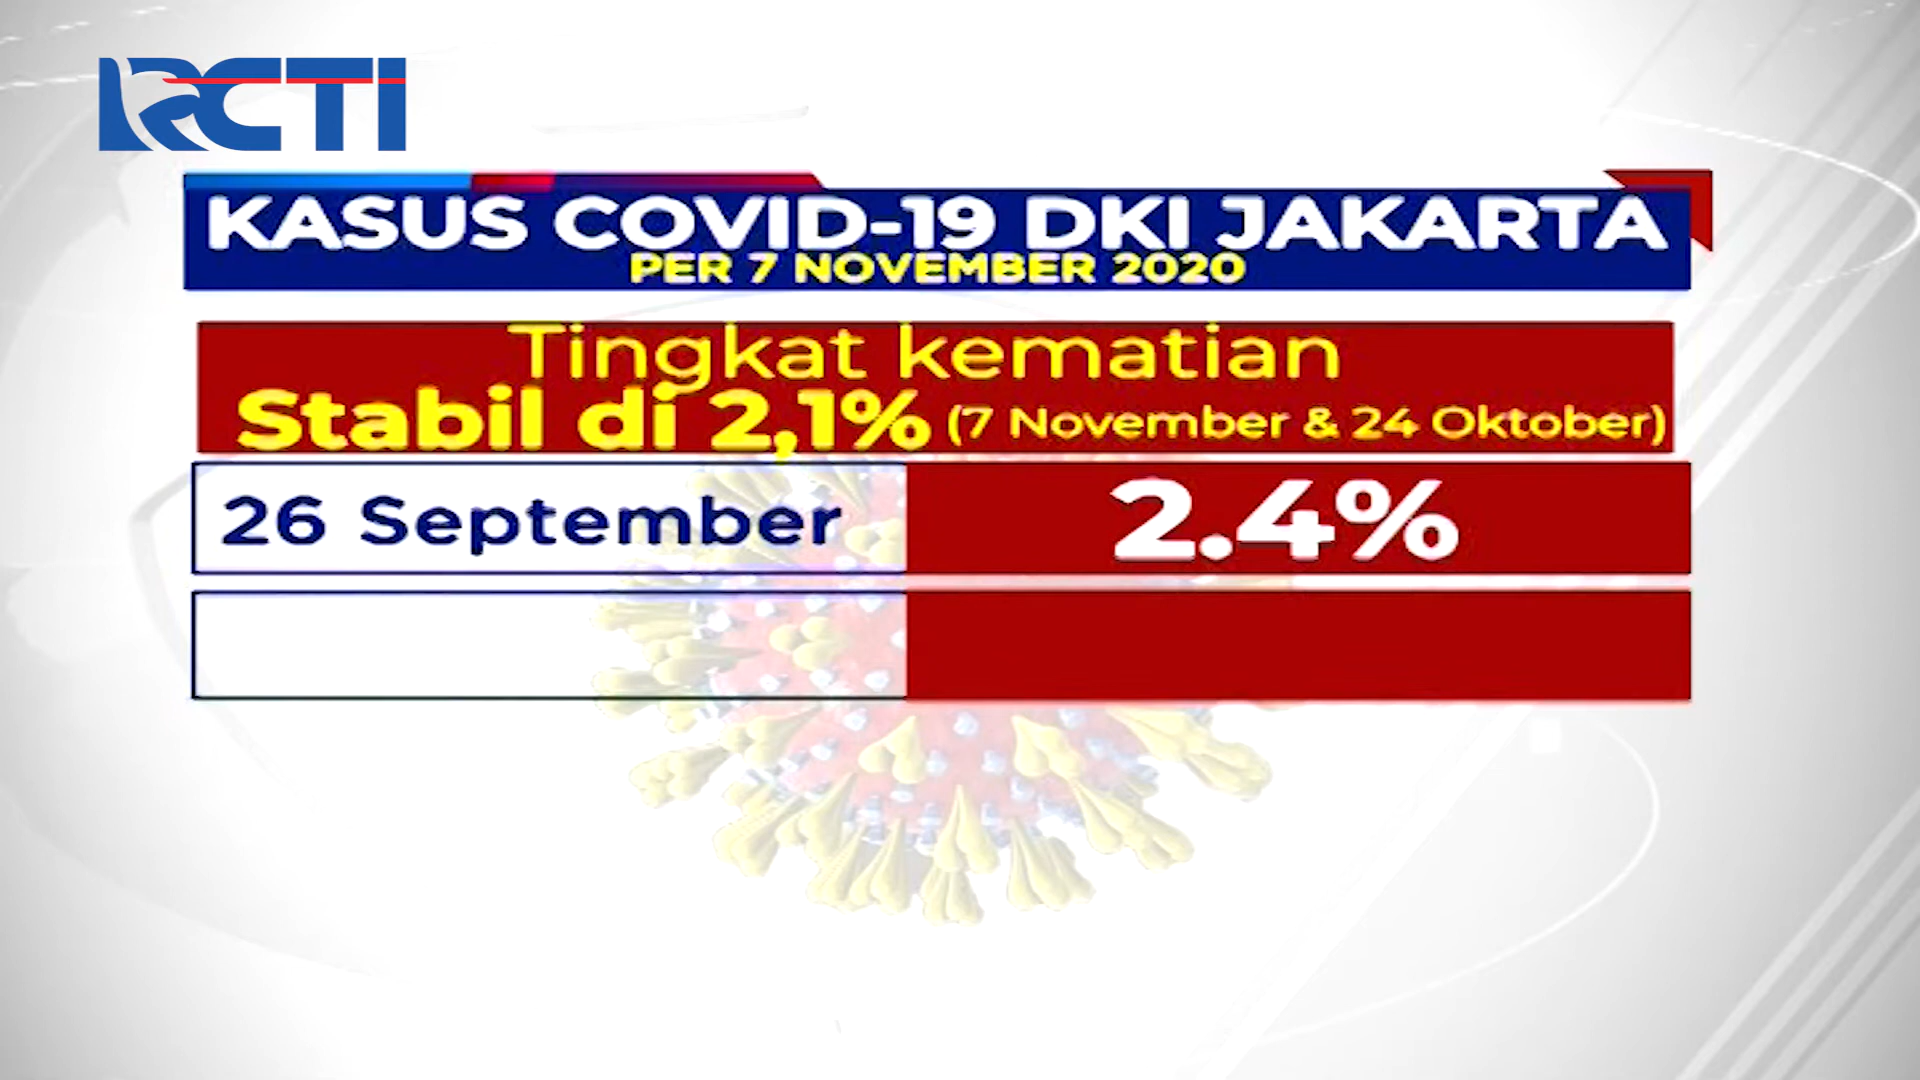 RCTI
KASUS COVID-19 DKI JAKARTA
PER 7 NOVEMBER 2020
Tingkat kematian
Stabil di 2,1% (7 November & 24 Oktober)
26 September 2.4%